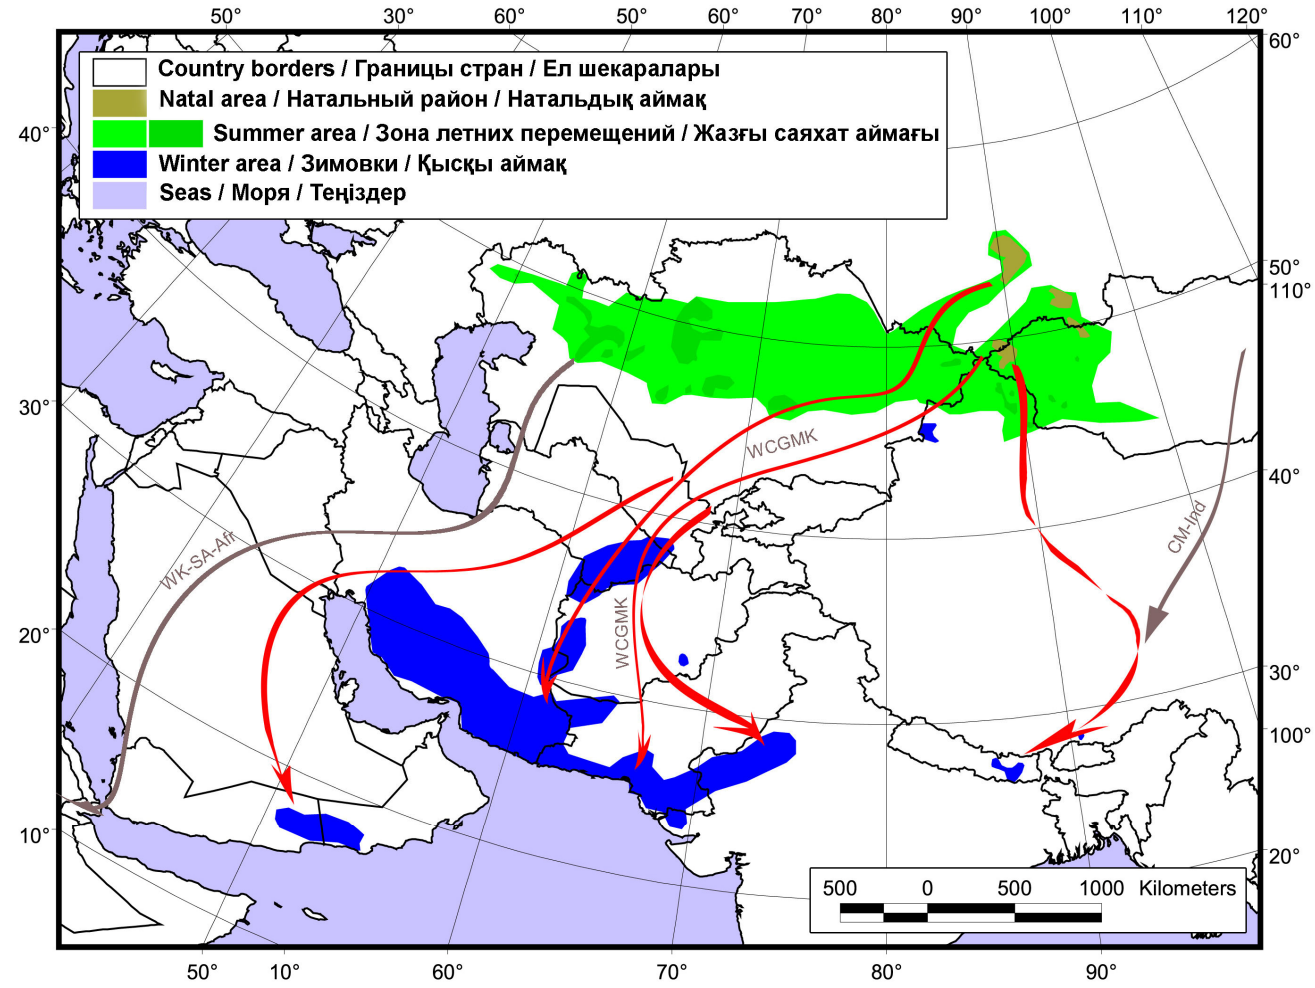 50° 30° 50° 60° 70° 80° 90° 100° 110° 120°
60°
Country borders / Границы стран / Ел шекаралары
Natal area / Натальный район / Натальдық аймақ
Summer area / Зона летних перемещений / Жазғы саяхат аймағы
Winter area / Зимовки / Қысқы аймақ
Seas / Моря / Теңіздер
40°
50°
110°
30°
WCGMK
40°
CM-Ind
WK-SA-Afr
WCGMK
20°
30°
100°
10°
20°
500 0 500 1000 Kilometers
50° 10° 60° 70° 80° 90°